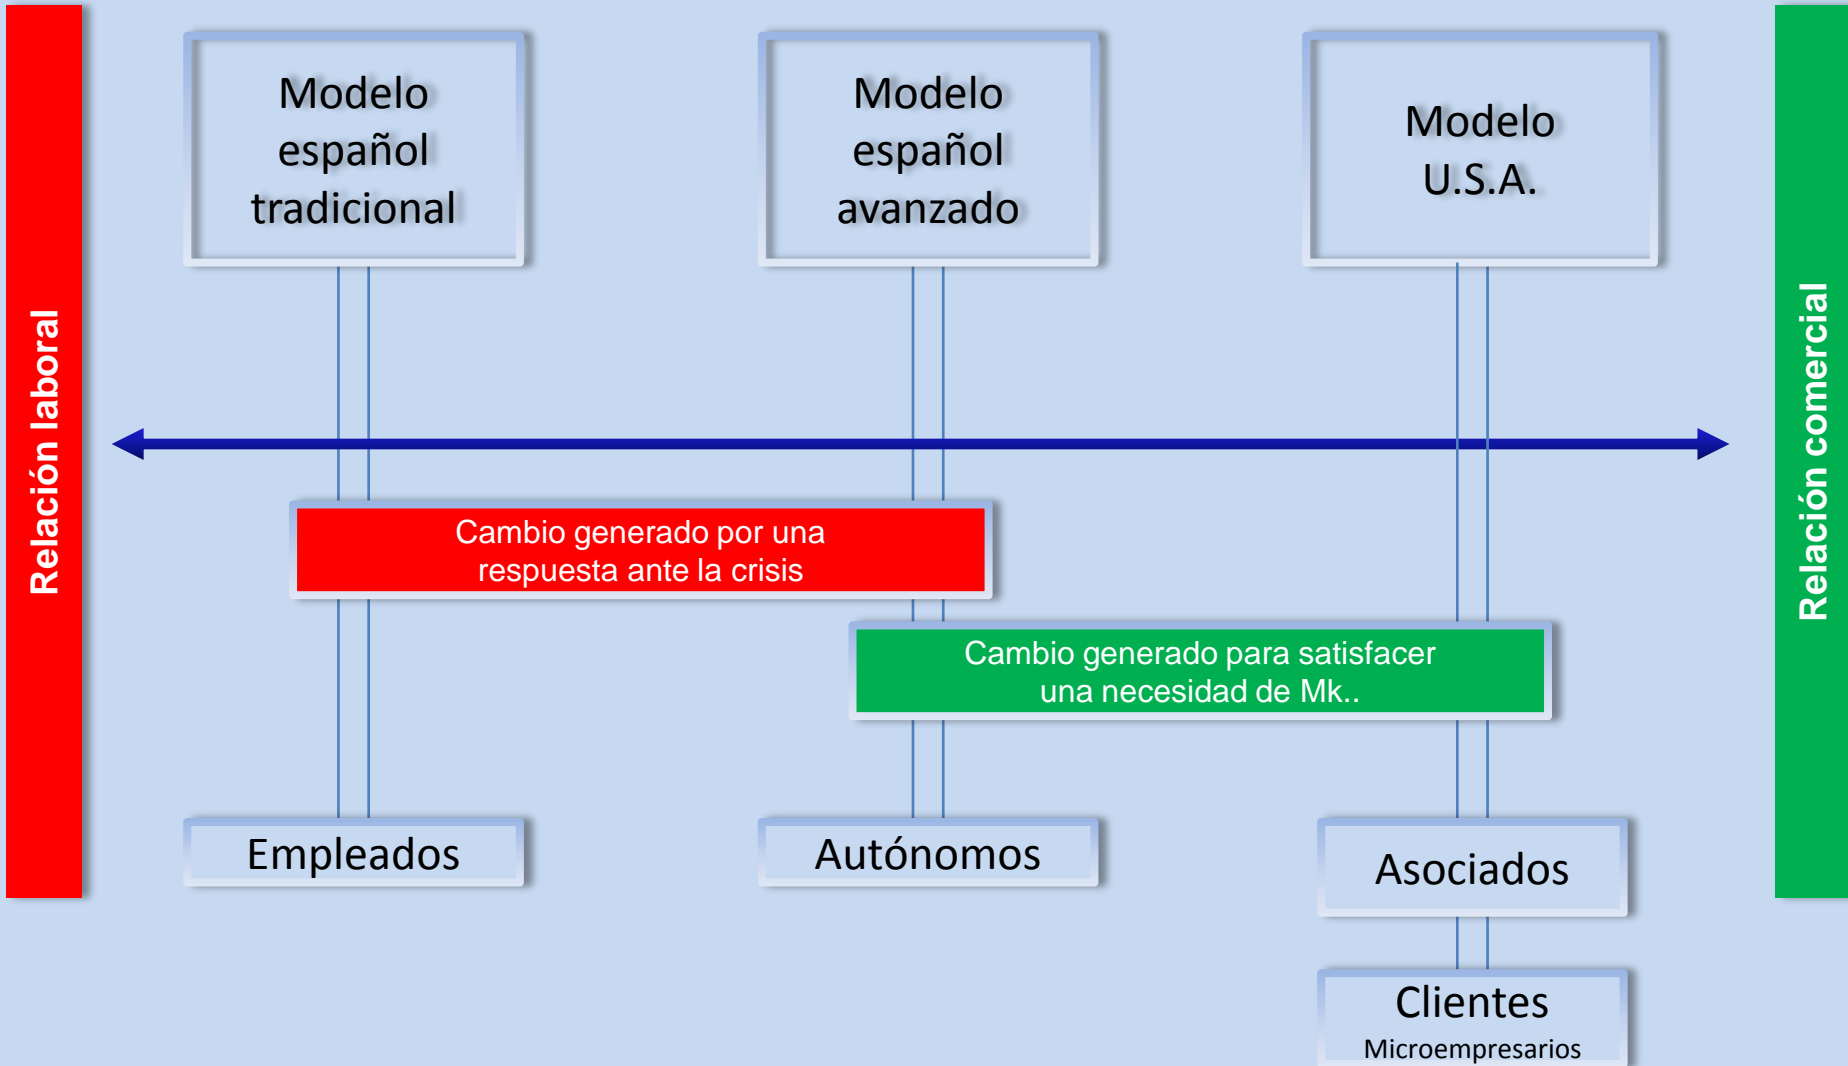 Relación laboral
Modelo
español
tradicional
Modelo
español
avanzado
Modelo
U.S.A.
Relación comercial
Cambio generado por una
respuesta ante la crisis
Cambio generado para satisfacer
una necesidad de Mk..
Empleados
Autónomos
Asociados
Clientes
Microempresarios